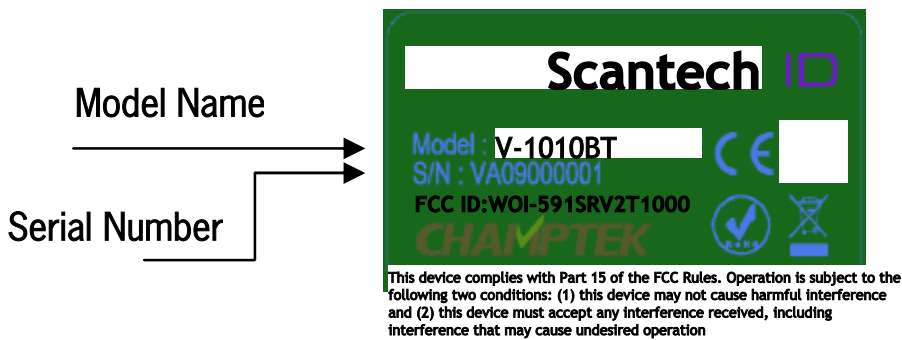 Scantech ID
Model Name
Model : V-1010BT
S/N : VA09000001
Serial Number
FCC ID:WOI-591SRV2T1000
CHAMPTEK
RoHS
This device complies with Part 15 of the FCC Rules. Operation is subject to the
following two conditions: (1) this device may not cause harmful interference
and (2) this device must accept any interference received, including
interference that may cause undesired operation